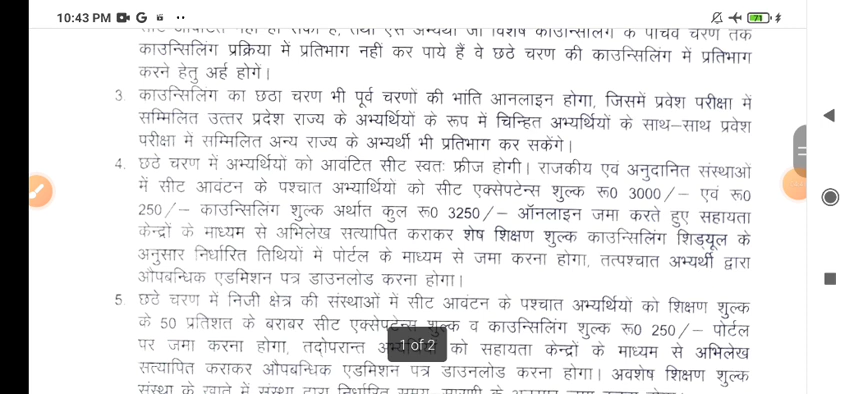 10:43 PM
71
काउन्सिलिंग प्रक्रिया में प्रतिभाग नहीं कर पाये हैं वे छठे चरण की काउन्सिलिंग में प्रतिभाग
करने हेतु अर्ह होगें।
3. काउन्सिलिंग का छठा चरण भी पूर्व चरणों की भांति आनलाइन होगा, जिसमें प्रवेश परीक्षा में
सम्मिलित उत्तर प्रदेश राज्य के अभ्यर्थियों के रूप में चिन्हित अभ्यर्थियों के साथ–साथ प्रवेश
परीक्षा में सम्मिलित अन्य राज्य के अभ्यर्थी भी प्रतिभाग कर सकेंगे।
4. छठे चरण में अभ्यर्थियों को आवंटित सीट स्वतः फ्रीज होगी। राजकीय एवं अनुदानित संस्थाओं
में सीट आवंटन के पश्चात अभ्यार्थियों को सीट एक्सेपटेन्स शुल्क रू0 3000/– एवं रू0
250/– काउन्सिलिंग शुल्क अर्थात कुल रू0 3250/– ऑनलाइन जमा करते हुए सहायता
केन्द्रों के माध्यम से अभिलेख सत्यापित कराकर शेष शिक्षण शुल्क काउन्सिलिंग शिड्यूल के
अनुसार निर्धारित तिथियों में पोर्टल के माध्यम से जमा करना होगा, तत्पश्चात अभ्यर्थी द्वारा
औपबन्धिक एडमिशन पत्र डाउनलोड करना होगा।
5. छठे चरण में निजी क्षेत्र की संस्थाओं में सीट आवंटन के पश्चात अभ्यर्थियों को शिक्षण शुल्क
के 50 प्रतिशत के बराबर सीट एक्सेपटेन्स शुल्क व काउन्सिलिंग शुल्क रू0 250/– पोर्टल
पर जमा करना होगा, तदोपरान्त को सहायता केन्द्रों के माध्यम से अभिलेख
1 of 2
सत्यापित कराकर औपबन्धिक एडमिशन पत्र डाउनलोड करना होगा। अवशेष शिक्षण शुल्क